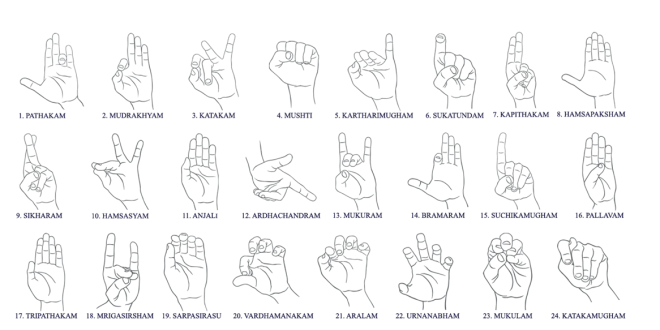 1. PATHAKAM 2. MUDRAKHYAM 3. KATAKAM 4. MUSHTI 5. KARTHARIMUGHAM 6. SUKATUNDAM 7. KAPITHAKAM 8. HAMSAPAKSHAM
9. SIKHARAM 10. HAMSASYAM 11. ANJALI 12. ARDHACHANDRAM 13. MUKURAM 14. BRAMARAM 15. SUCHIKAMUGHAM 16. PALLAVAM
17. TRIPATHAKAM 18. MRIGASIRSHAM 19. SARPASIRASU 20. VARDHAMANAKAM 21. ARALAM 22. URNANABHAM 23. MUKULAM 24. KATAKAMUGHAM